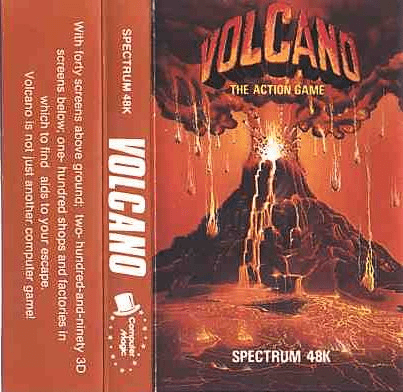 With forty screens above ground; two-hundred-and-ninety 3D
screens below; one-hundred shops and factories in
which to find aids to your escape,
Volcano is not just another computer game!
SPECTRUM 48K
VOLCANO
Computer
Magic
VOLCANO
THE ACTION GAME
SPECTRUM 48K